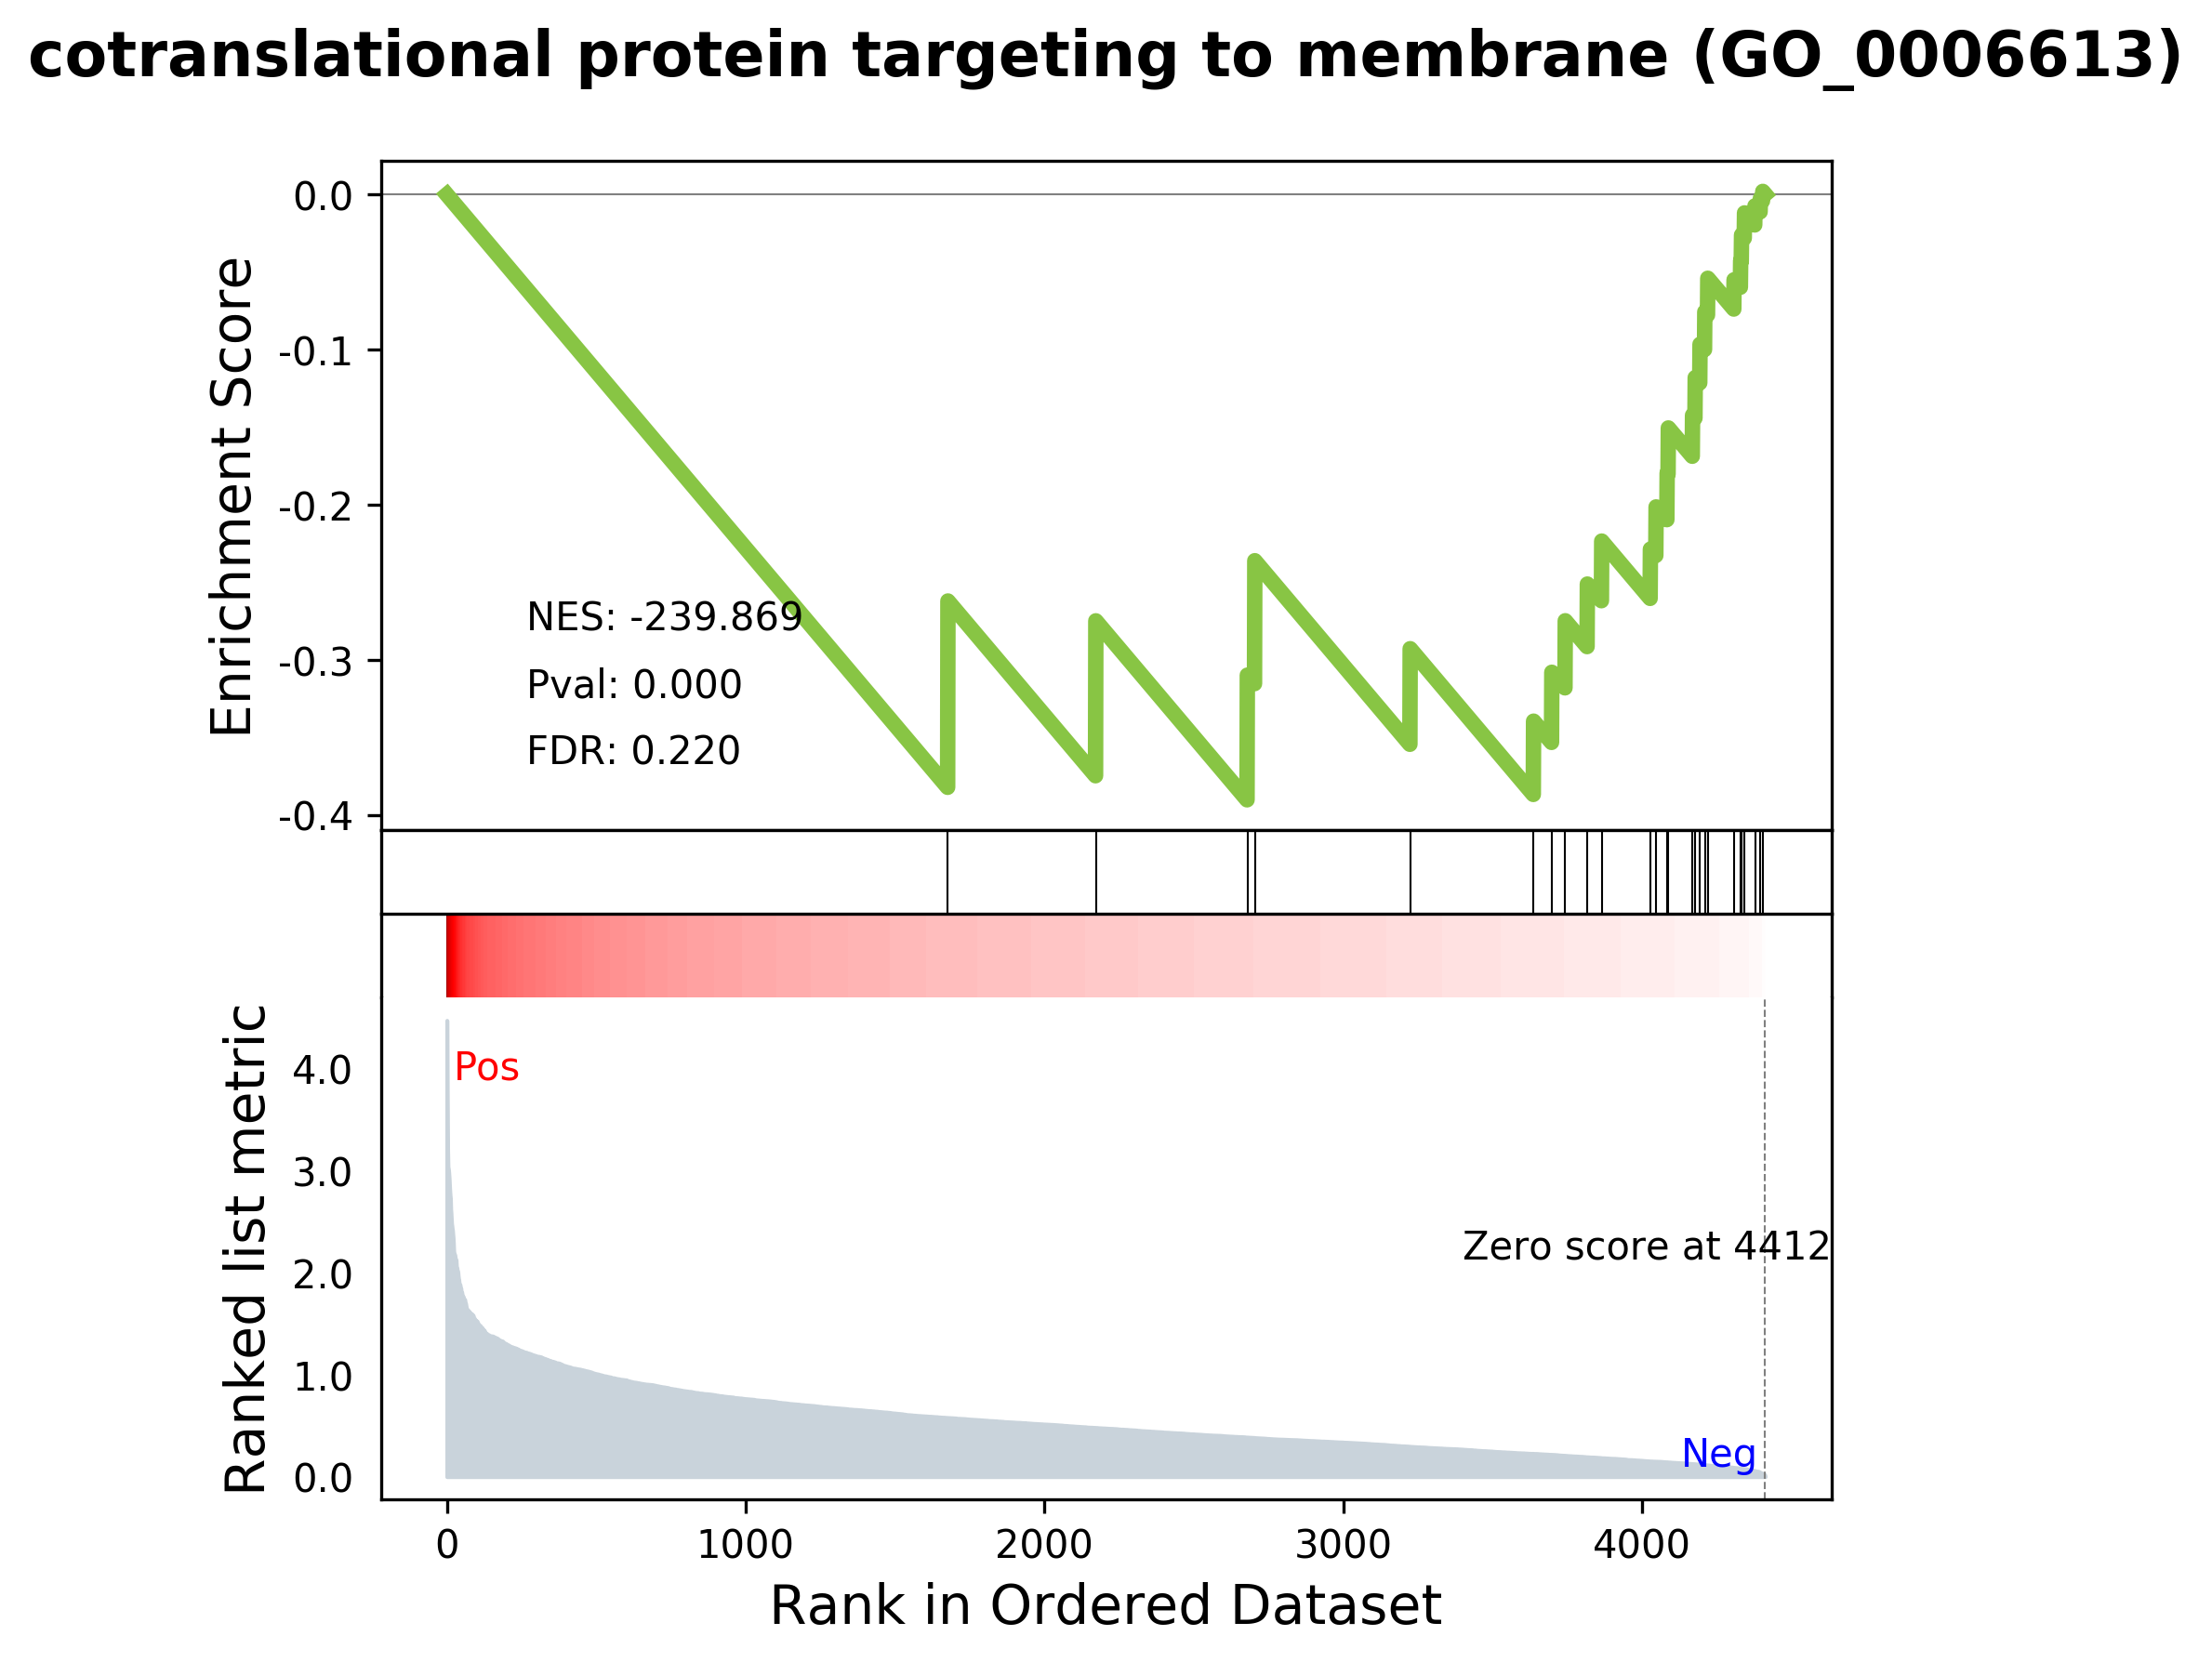 cotranslational protein targeting to membrane (GO_0006613)
Enrichment Score
0.0
-0.1
-0.2
-0.3
-0.4
NES: -239.869
Pval: 0.000
FDR: 0.220
Ranked list metric
4.0
3.0
2.0
1.0
0.0
Pos
Zero score at 4412
Neg
0 1000 2000 3000 4000
Rank in Ordered Dataset